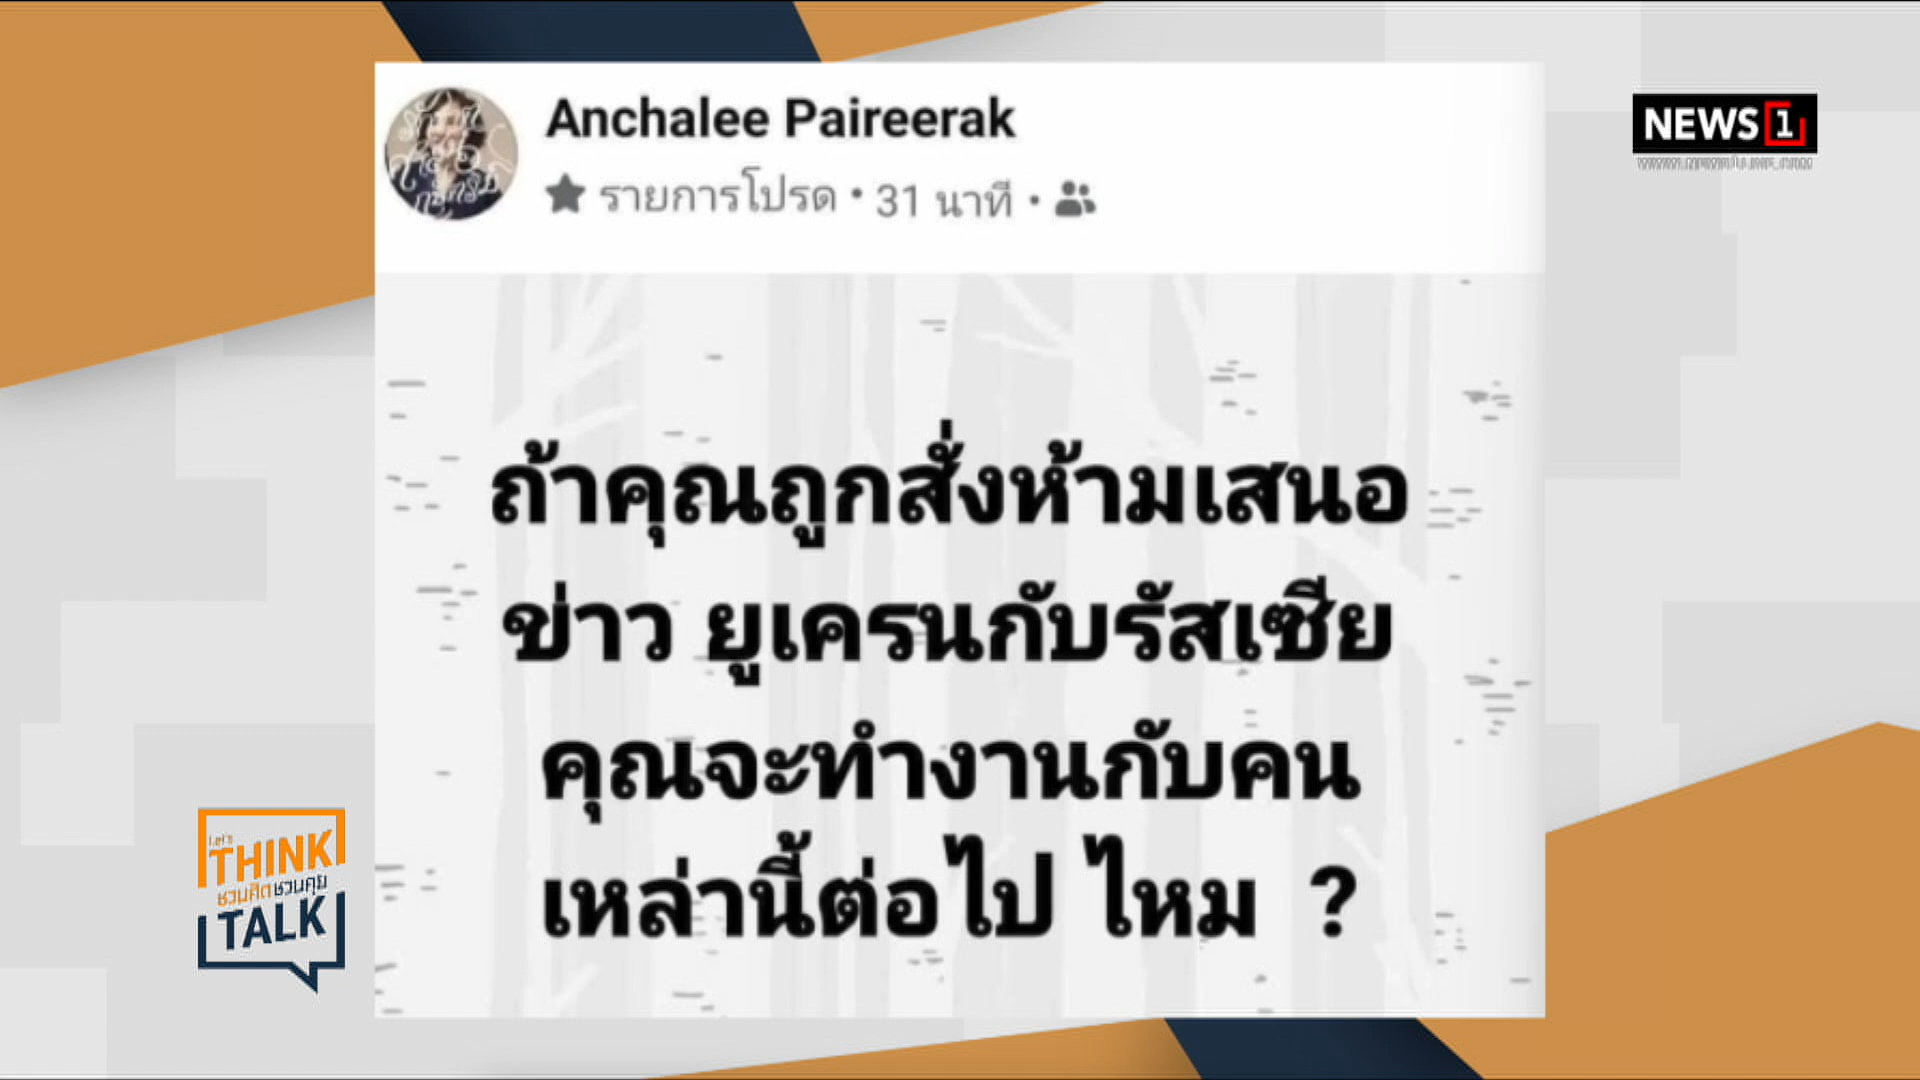 Anchalee Paireerak
รายการโปรด • 31 นาที •
NEWS 1
ถ้าคุณถูกสั่งห้ามเสนอ
ข่าว ยูเครนกับรัสเซีย
คุณจะทำงานกับคน
เหล่านี้ต่อไป ไหม ?
Let's
THINK
ชวนคิดชวนคุย
TALK